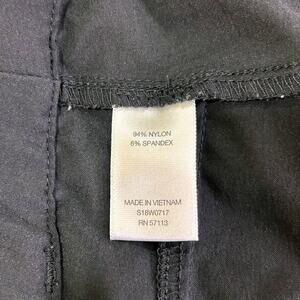 94% NYLON
6% SPANDEX
MADE IN VIETNAM
S18W0717
RN 57113